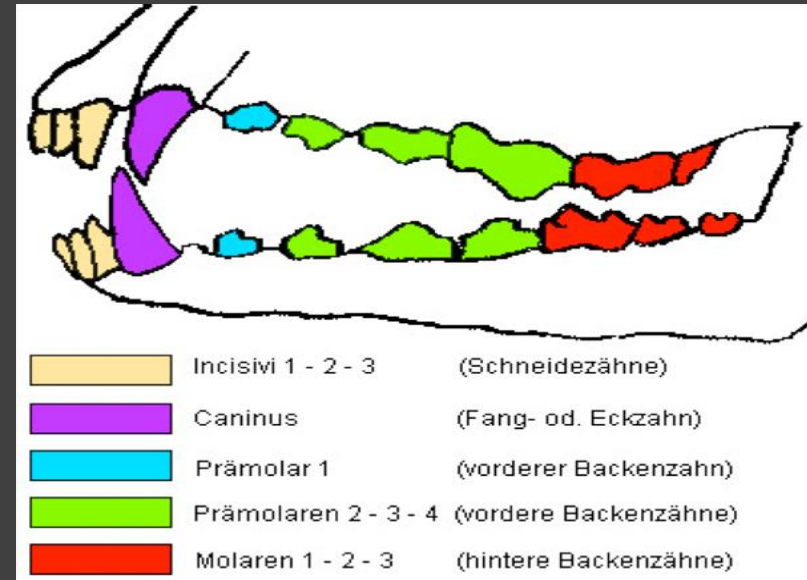 Incisivi 1 - 2 - 3 (Schneidezähne)
Caninus (Fang- od. Eckzahn)
Prämolar 1 (vorderer Backenzahn)
Prämolaren 2 - 3 - 4 (vordere Backenzähne)
Molaren 1 - 2 - 3 (hintere Backenzähne)